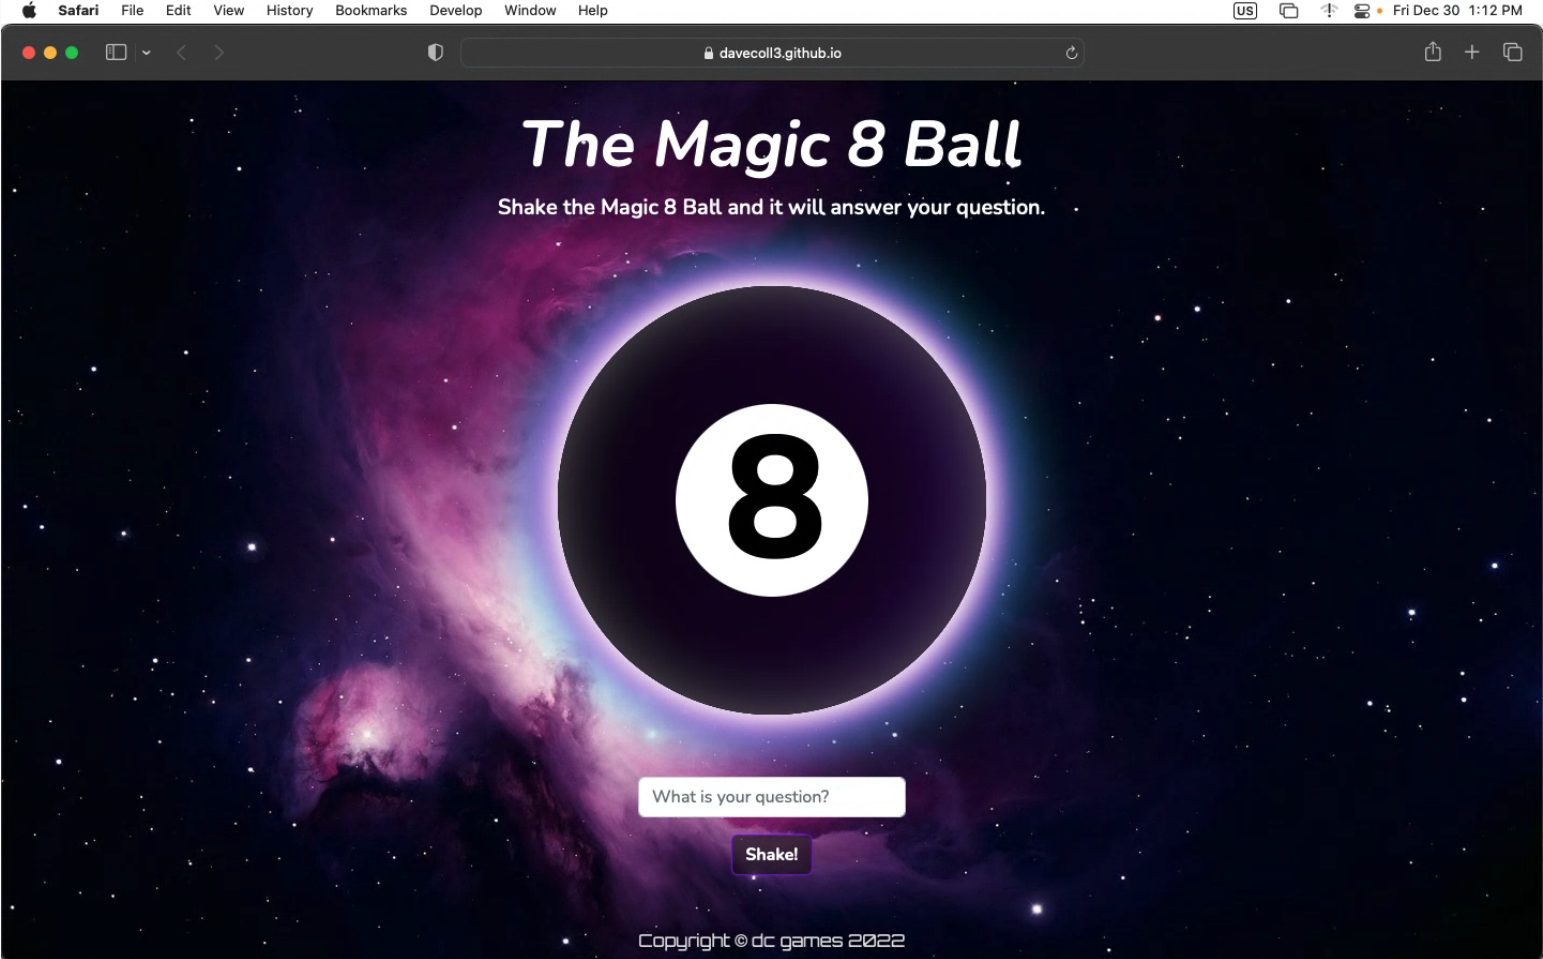 Safari File Edit View History Bookmarks Develop Window Help US Fri Dec 30 1:12 PM
davecoll3.github.io
The Magic 8 Ball
Shake the Magic 8 Ball and it will answer your question.
8
What is your question?
Shake!
Copyright © dc games 2022